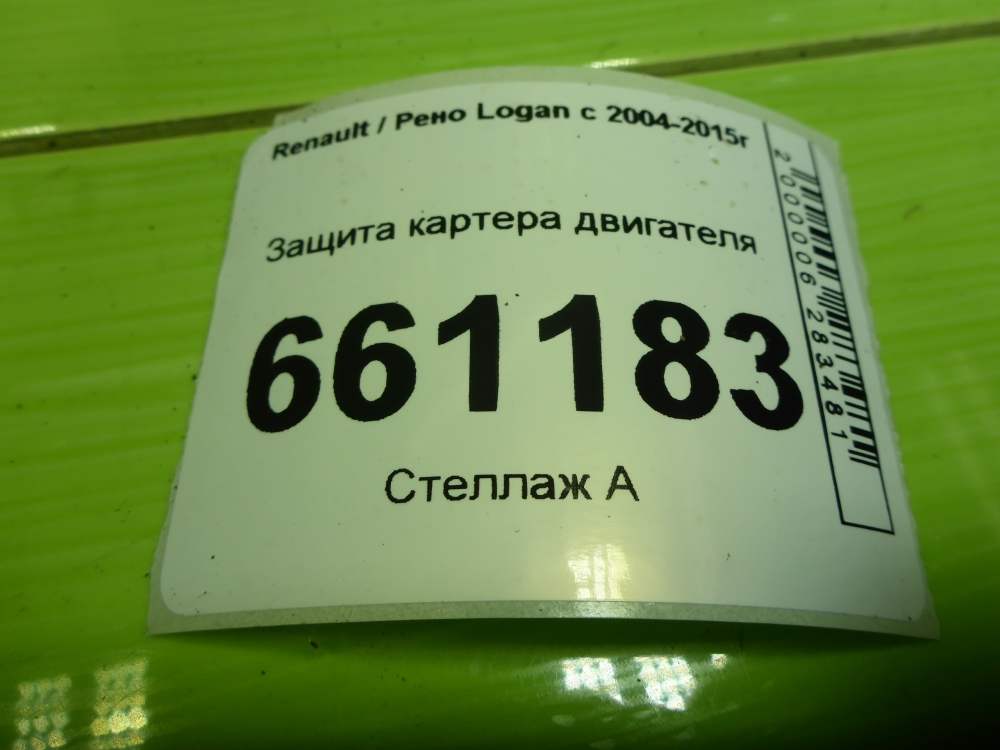 Renault / Рено Logan с 2004-2015г
Защита картера двигателя
661183
Стеллаж А
2000006283481